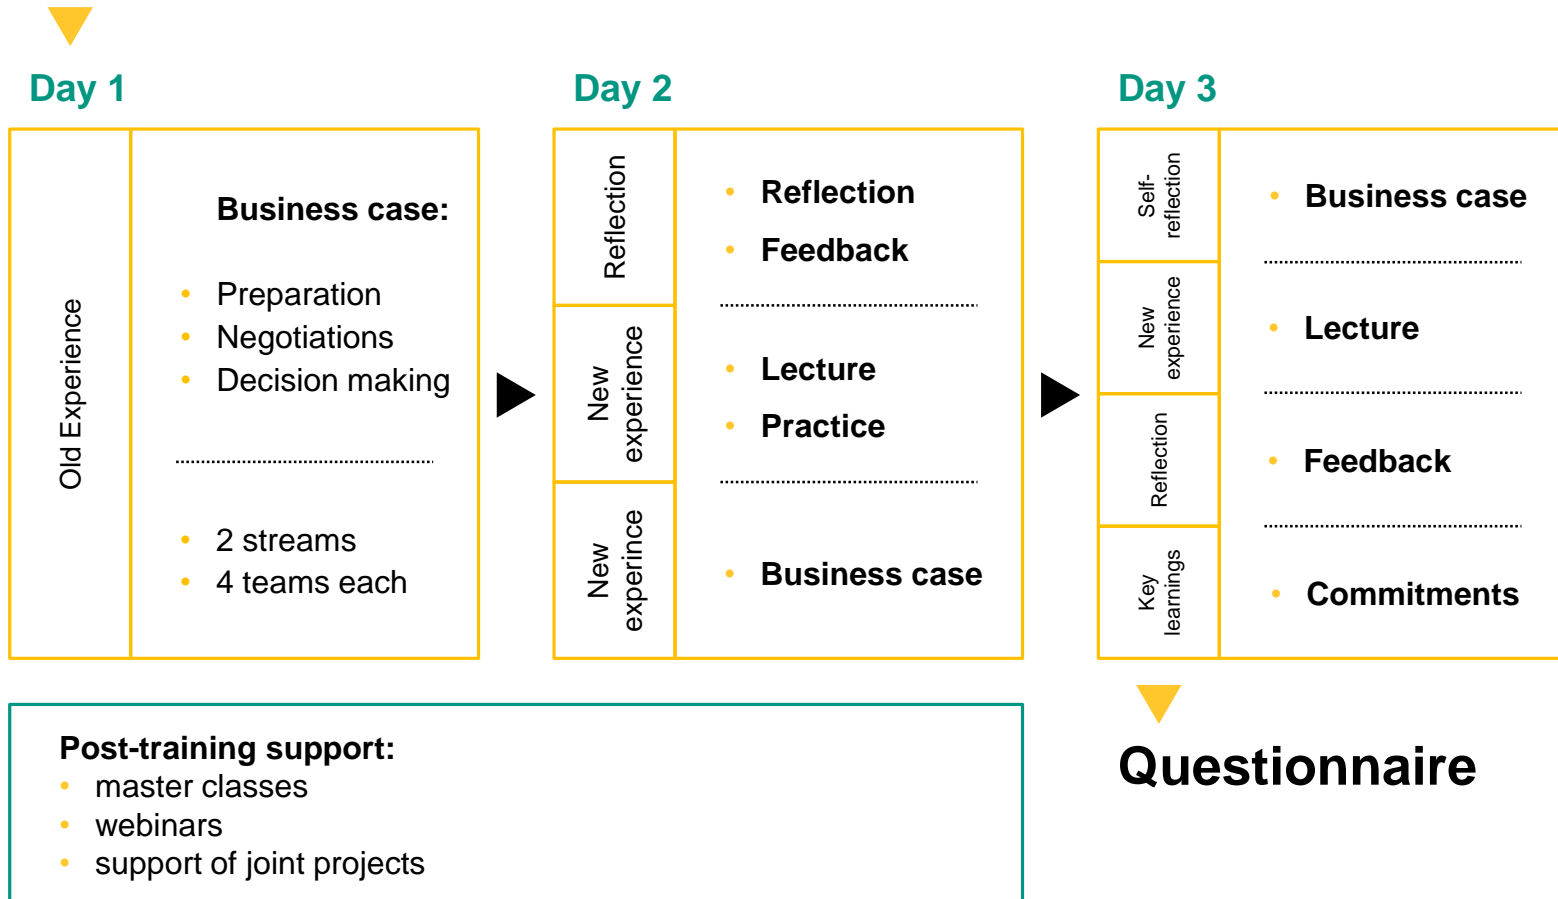 Day 1
Old Experience
Business case:
• Preparation
• Negotiations
• Decision making
• 2 streams
• 4 teams each
Day 2
Reflection
• Reflection
• Feedback
New
experience
• Lecture
• Practice
New
experince
• Business case
Day 3
Self-
reflection
• Business case
New
experience
• Lecture
Reflection
• Feedback
Key
learnings
• Commitments
Post-training support:
• master classes
• webinars
• support of joint projects
Questionnaire